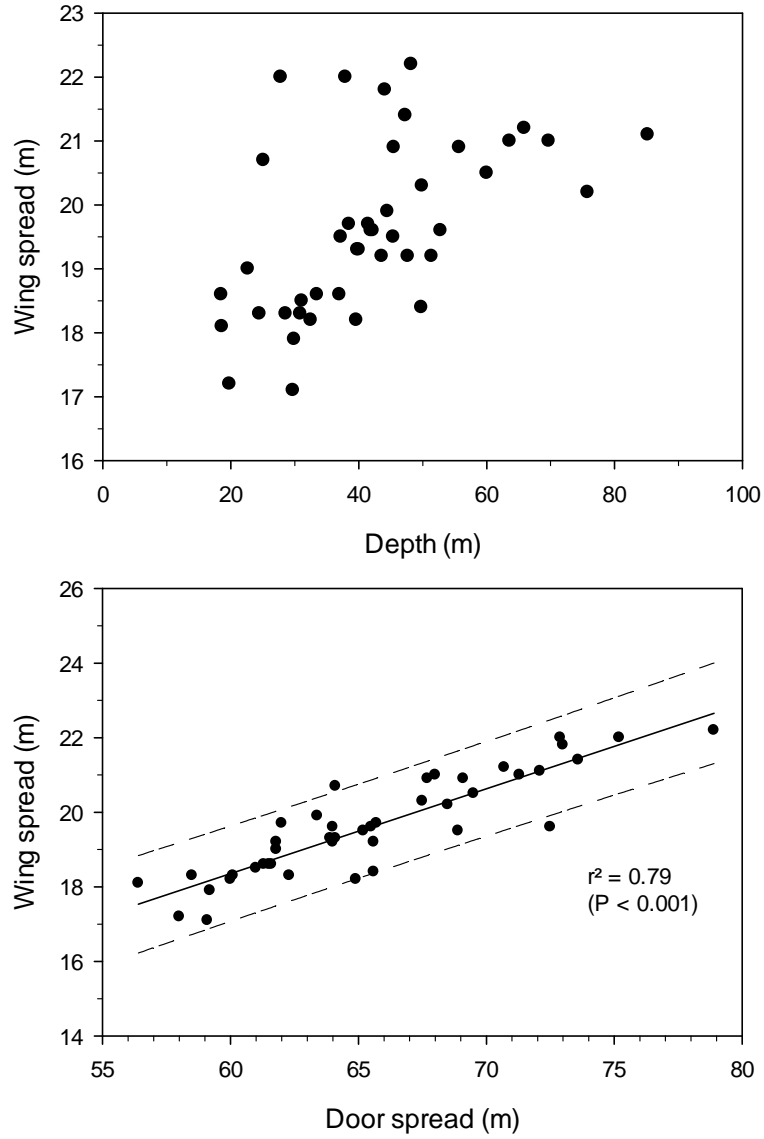 23
22
21
20
19
18
17
16
Wing spread (m)
0 20 40 60 80 100
Depth (m)
26
24
22
20
18
16
14
Wing spread (m)
r² = 0.79
(P < 0.001)
55 60 65 70 75 80
Door spread (m)